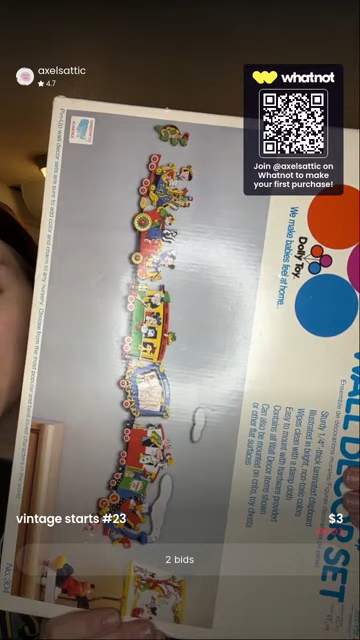 axelsattic
4.7
whatnot
Join @axelsattic on
Whatnot to make
your first purchase!
Dolly Toy.
We make babies feel at home...
WALL DECOR SET
Sturdy 1/4"-thick laminated chipboard
Illustrated in bright, non-toxic colors
Wipes clean with a damp cloth
Easy to mount with hardware provided
Contains all Wall Decor items shown
Can also be mounted on cribs, toy chests
or other flat surfaces
vintage starts #23
$3
2 bids
No. 304